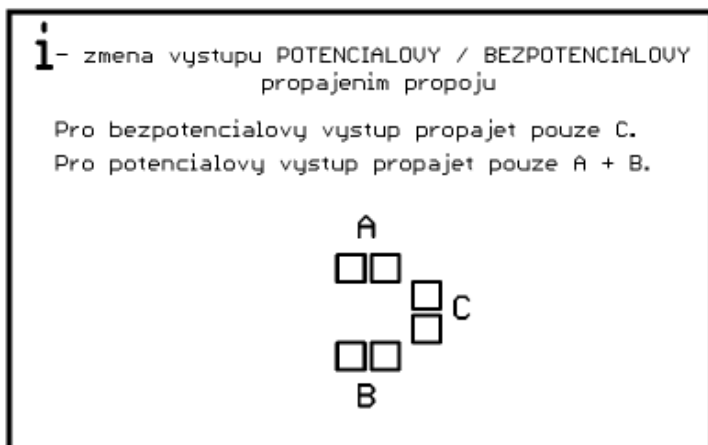 i- zmena vystupu POTENCIALOVY / BEZPOTENCIALOVY
propajenim propoju
Pro bezpotencialovy vystup propajet pouze C.
Pro potencialovy vystup propajet pouze A + B.
A
C
B